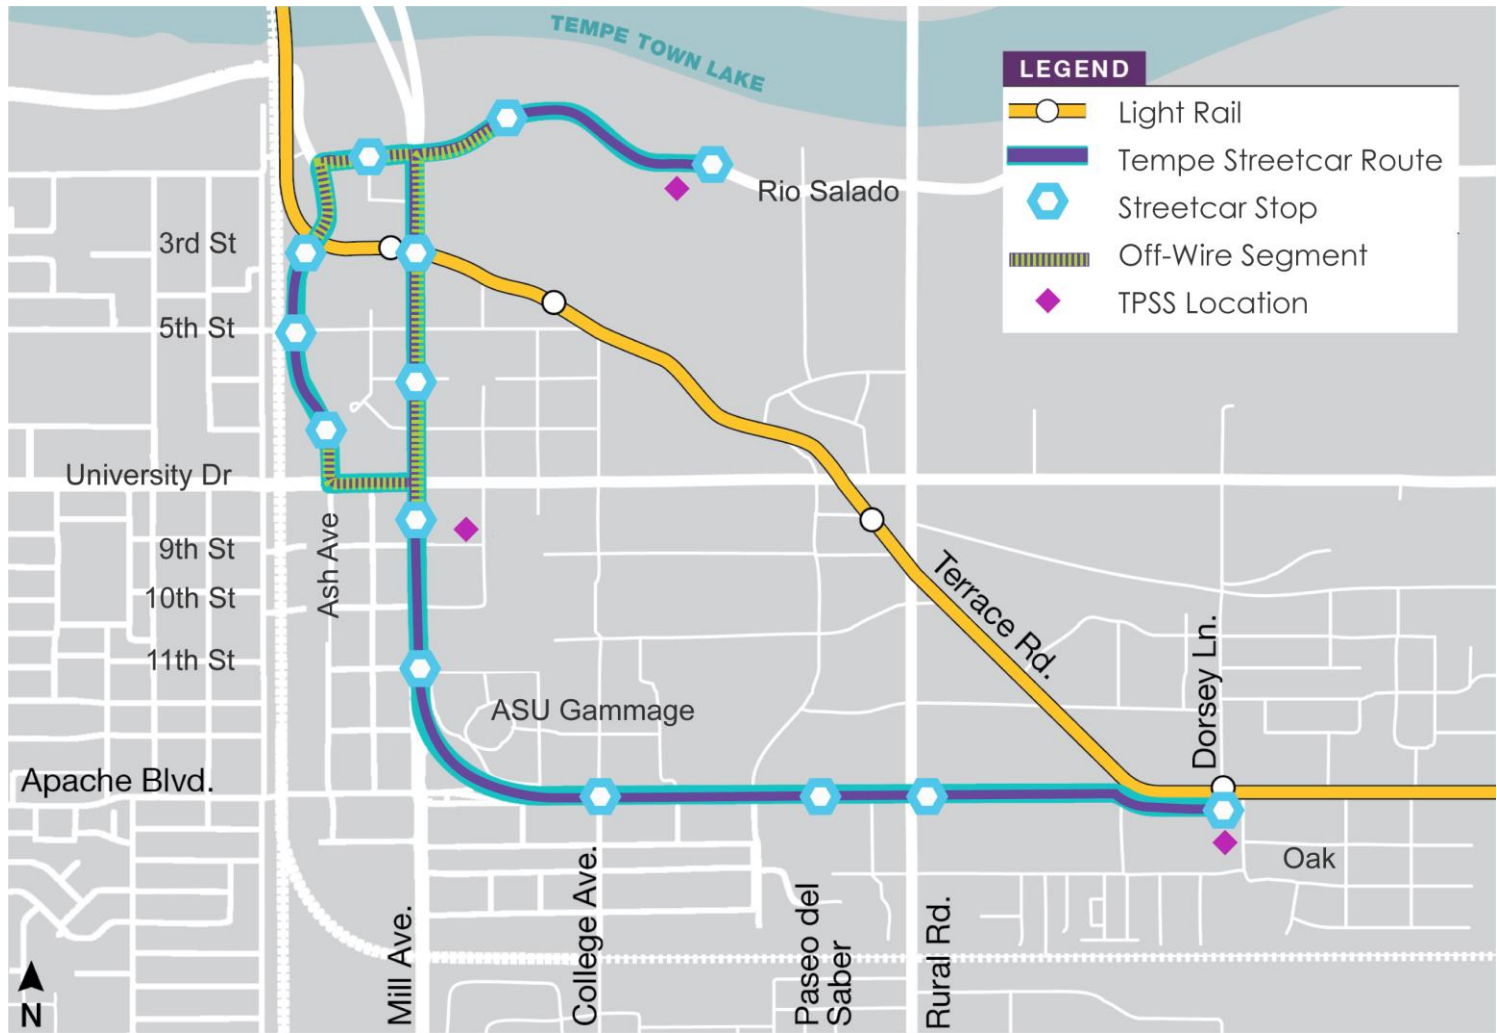 TEMPE TOWN LAKE
LEGEND
Light Rail
Tempe Streetcar Route
Streetcar Stop
Off-Wire Segment
TPSS Location
Rio Salado
3rd St
5th St
University Dr
Ash Ave
9th St
10th St
11th St
Terrace Rd.
Dorsey Ln.
ASU Gammage
Apache Blvd.
Oak
Mill Ave.
College Ave.
Paseo del
Saber
Rural Rd.
N